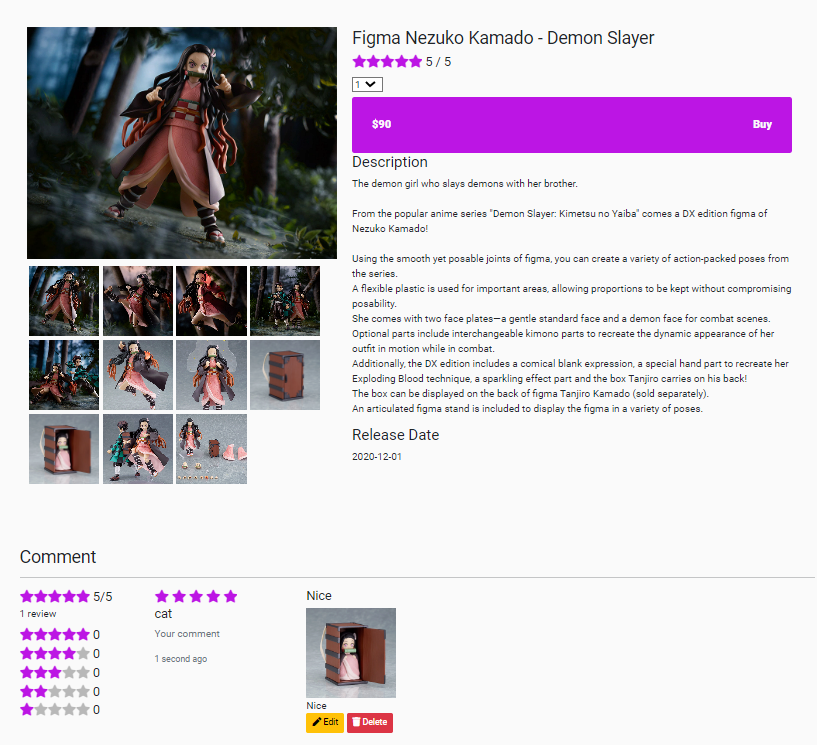 Figma Nezuko Kamado - Demon Slayer
5 / 5
1
$90 Buy
Description
The demon girl who slays demons with her brother.
From the popular anime series "Demon Slayer: Kimetsu no Yaiba" comes a DX edition figma of
Nezuko Kamado!
Using the smooth yet posable joints of figma, you can create a variety of action-packed poses from
the series.
A flexible plastic is used for important areas, allowing proportions to be kept without compromising
posability.
She comes with two face plates—a gentle standard face and a demon face for combat scenes.
Optional parts include interchangeable kimono parts to recreate the dynamic appearance of her
outfit in motion while in combat.
Additionally, the DX edition includes a comical blank expression, a special hand part to recreate her
Exploding Blood technique, a sparkling effect part and the box Tanjiro carries on his back!
The box can be displayed on the back of figma Tanjiro Kamado (sold separately).
An articulated figma stand is included to display the figma in a variety of poses.
Release Date
2020-12-01
Comment
5/5
1 review
0
0
0
0
0
cat
Your comment
1 second ago
Nice
Nice
Edit Delete